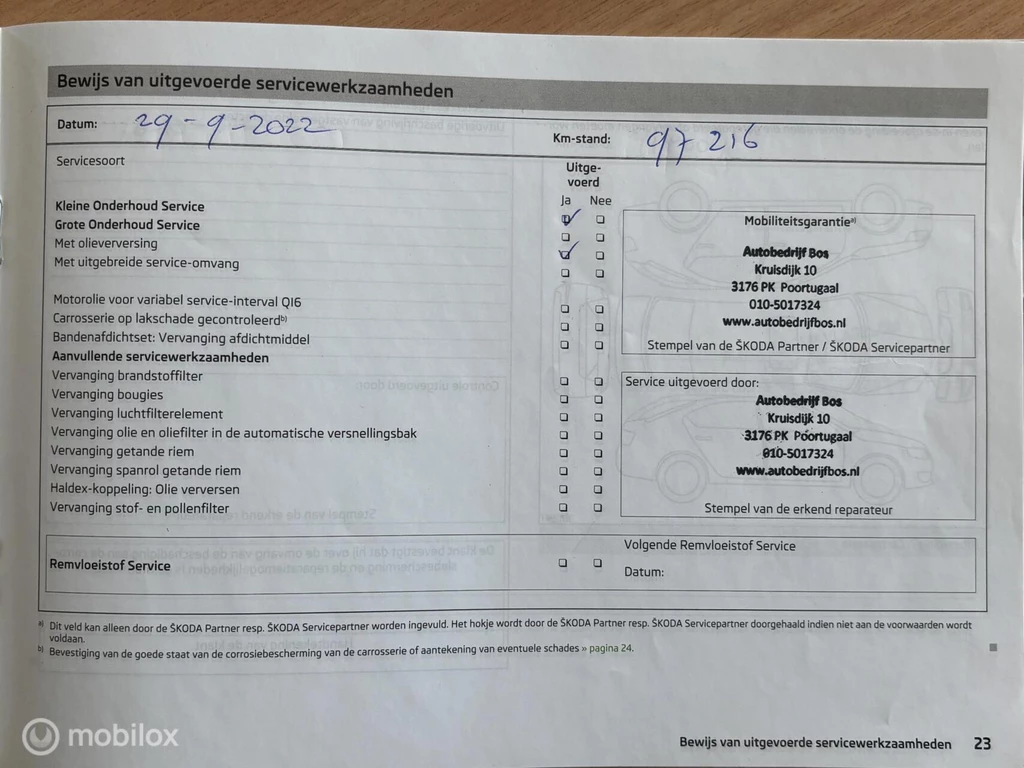 Bewijs van uitgevoerde servicewerkzaamheden
Datum: 29-9-2022
Km-stand: 97 216
Servicesoort
Uitge-
voerd
Ja Nee
Kleine Onderhoud Service
Grote Onderhoud Service
Met olieverversing
Met uitgebreide service-omvang
Motorolie voor variabel service-interval QI6
Carrosserie op lakschade gecontroleerd b)
Bandenafdichtset: Vervanging afdichtmiddel
Aanvullende servicewerkzaamheden
Vervanging brandstoffilter
Vervanging bougies
Vervanging luchtfilterelement
Vervanging olie en oliefilter in de automatische versnellingsbak
Vervanging getande riem
Vervanging spanrol getande riem
Haldex-koppeling: Olie verversen
Vervanging stof- en pollenfilter
Mobiliteitsgarantie a)
Autobedrijf Bos
Kruisdijk 10
3176 PK Poortugaal
010-5017324
www.autobedrijfbos.nl
Stempel van de ŠKODA Partner / ŠKODA Servicepartner
Service uitgevoerd door:
Autobedrijf Bos
Kruisdijk 10
3176 PK Poortugaal
010-5017324
www.autobedrijfbos.nl
Stempel van de erkend reparateur
Remvloeistof Service
Volgende Remvloeistof Service
Datum:
a) Dit veld kan alleen door de ŠKODA Partner resp. ŠKODA Servicepartner worden ingevuld. Het hokje wordt door de ŠKODA Partner resp. ŠKODA Servicepartner doorgehaald indien niet aan de voorwaarden wordt
voldaan.
b) Bevestiging van de goede staat van de corrosiebescherming van de carrosserie of aantekening van eventuele schades » pagina 24.
Bewijs van uitgevoerde servicewerkzaamheden 23
mobilox